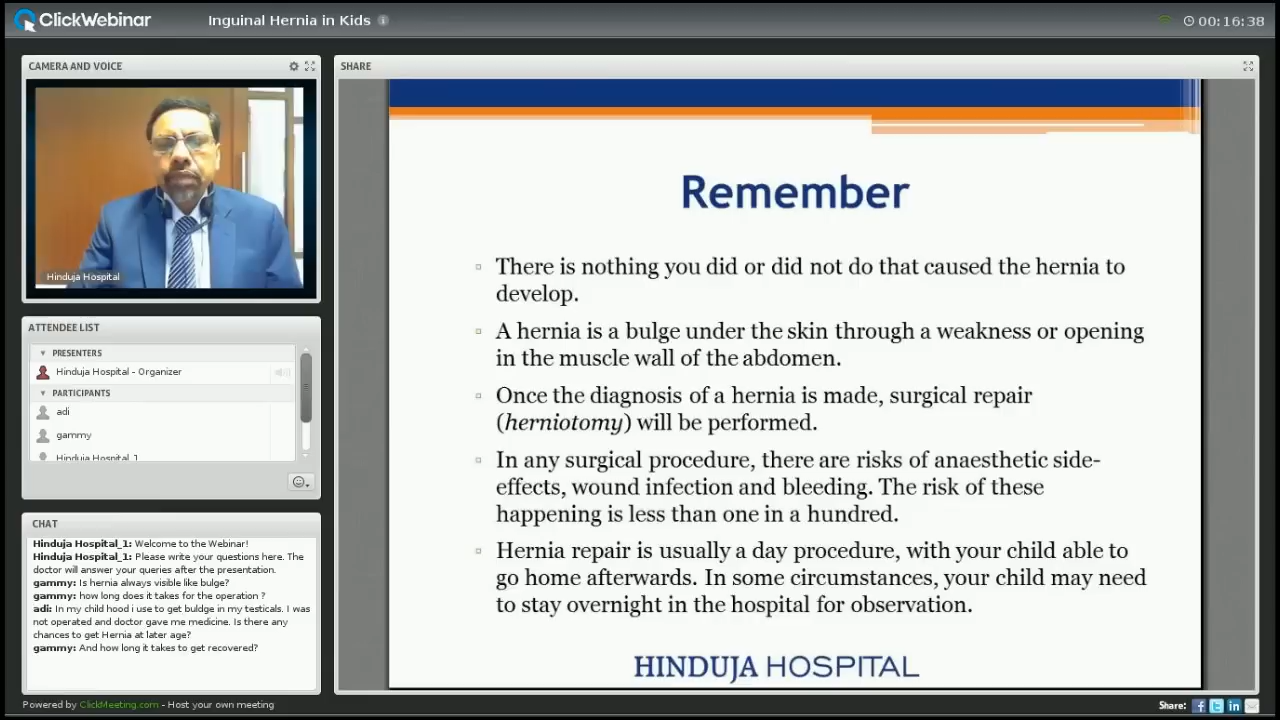 ClickWebinar
Inguinal Hernia in Kids
00:16:38
CAMERA AND VOICE
Hinduja Hospital
ATTENDEE LIST
PRESENTERS
Hinduja Hospital - Organizer
PARTICIPANTS
adi
gammy
Hinduja Hospital_1
CHAT
Hinduja Hospital_1: Welcome to the Webinar!
Hinduja Hospital_1: Please write your questions here. The
doctor will answer your queries after the presentation.
gammy: Is hernia always visible like bulge?
gammy: how long does it takes for the operation ?
adi: In my child hood i use to get buldge in my testicals. I was
not operated and doctor gave me medicine. Is there any
chances to get Hernia at later age?
gammy: And how long it takes to get recovered?
SHARE
Remember
There is nothing you did or did not do that caused the hernia to
develop.
A hernia is a bulge under the skin through a weakness or opening
in the muscle wall of the abdomen.
Once the diagnosis of a hernia is made, surgical repair
(herniotomy) will be performed.
In any surgical procedure, there are risks of anaesthetic side-
effects, wound infection and bleeding. The risk of these
happening is less than one in a hundred.
Hernia repair is usually a day procedure, with your child able to
go home afterwards. In some circumstances, your child may need
to stay overnight in the hospital for observation.
HINDUJA HOSPITAL
Powered by ClickMeeting.com - Host your own meeting
Share: